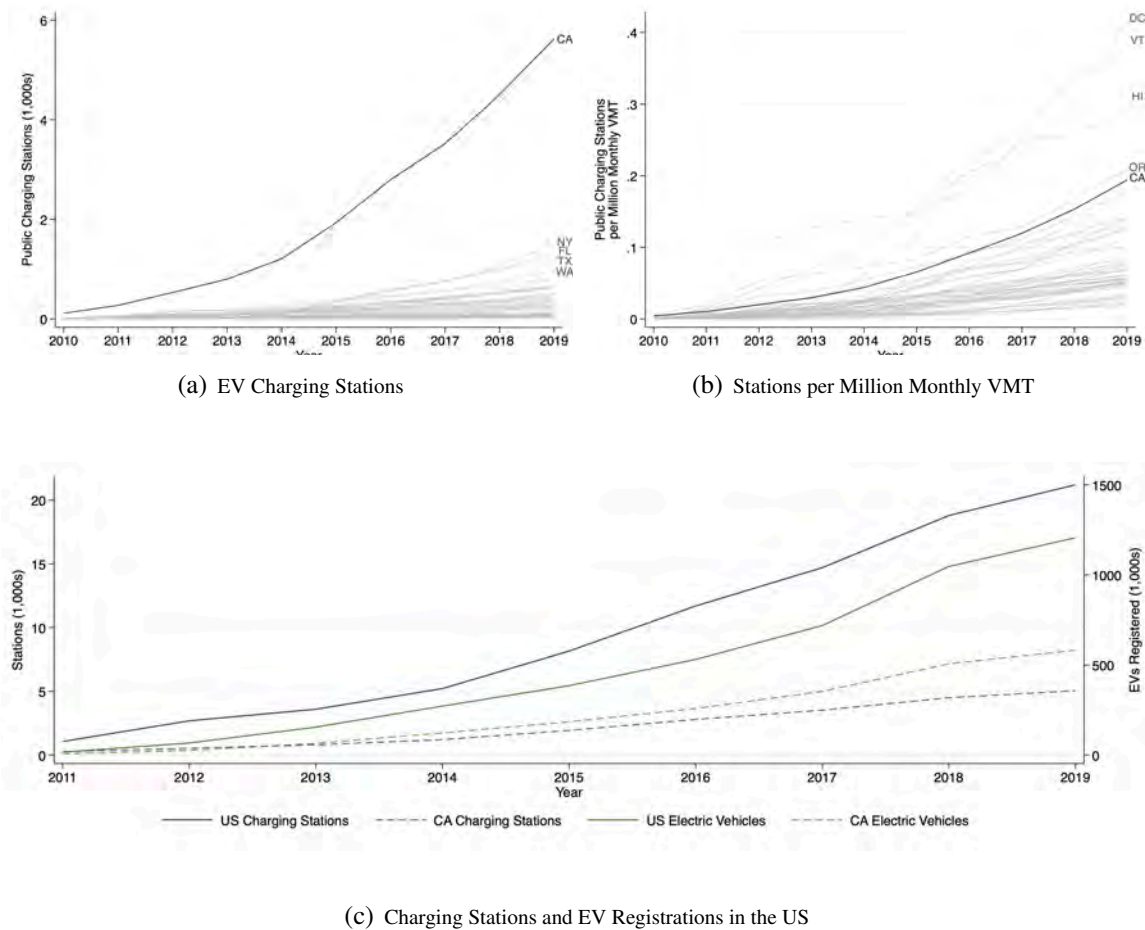 6
4
2
0
Public Charging Stations (1,000s)
CA
NY
FL
TX
WA
2010 2011 2012 2013 2014 2015 2016 2017 2018 2019
Year
(a) EV Charging Stations
.4
.3
.2
.1
0
Public Charging Stations
per Million Monthly VMT
DC
VT
HI
OR
CA
2010 2011 2012 2013 2014 2015 2016 2017 2018 2019
Year
(b) Stations per Million Monthly VMT
20
15
10
5
0
Stations (1,000s)
1500
1000
500
0
EVs Registered (1,000s)
2011 2012 2013 2014 2015 2016 2017 2018 2019
Year
US Charging Stations CA Charging Stations US Electric Vehicles CA Electric Vehicles
(c) Charging Stations and EV Registrations in the US